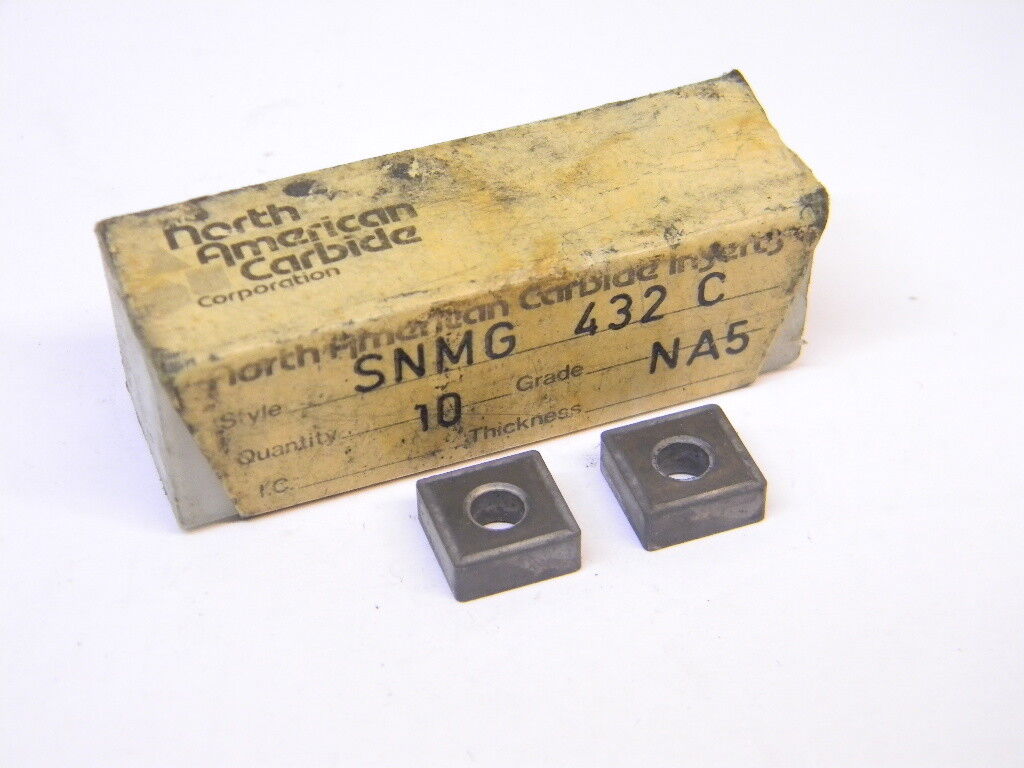 North
American
Carbide
Corporation
North American Carbide Inserts
Style SNMG 432 C
Quantity 10 Grade NA5
I.C. Thickness